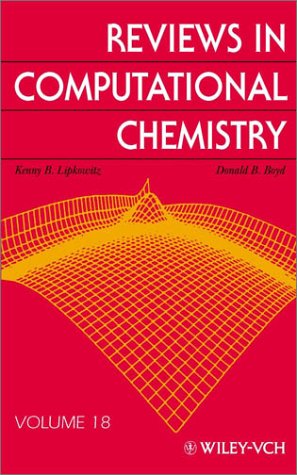 REVIEWS IN
COMPUTATIONAL
CHEMISTRY
Kenny B. Lipkowitz Donald B. Boyd
VOLUME 18
WILEY-VCH